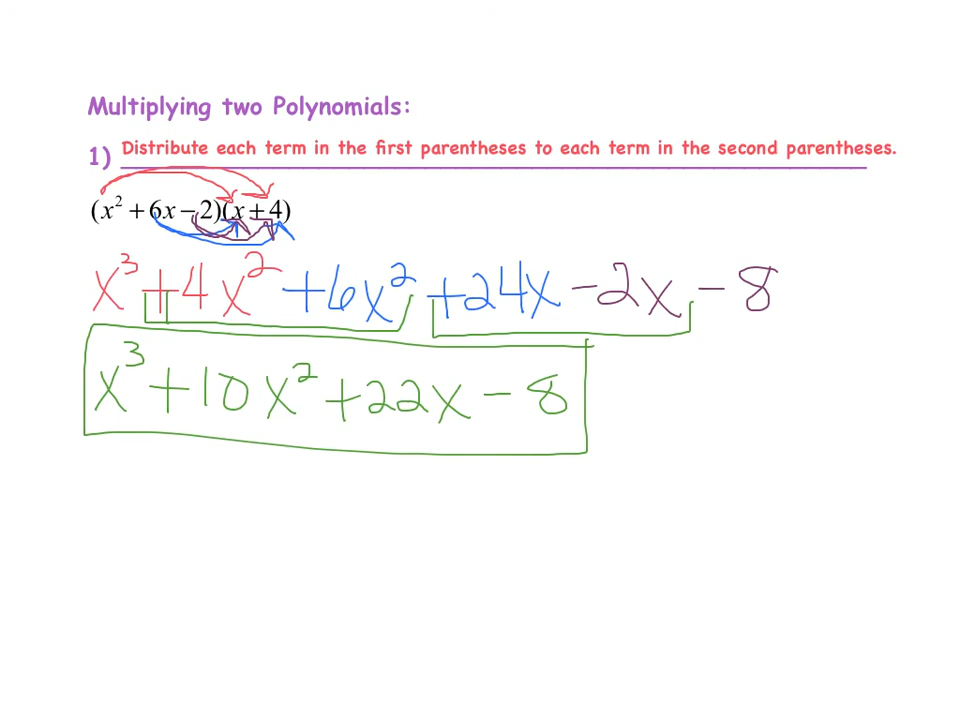 Multiplying two Polynomials:
1) Distribute each term in the first parentheses to each term in the second parentheses.
(x² + 6x − 2)(x + 4)
x³ + 4x² + 6x² + 24x − 2x − 8
x³ + 10x² + 22x − 8